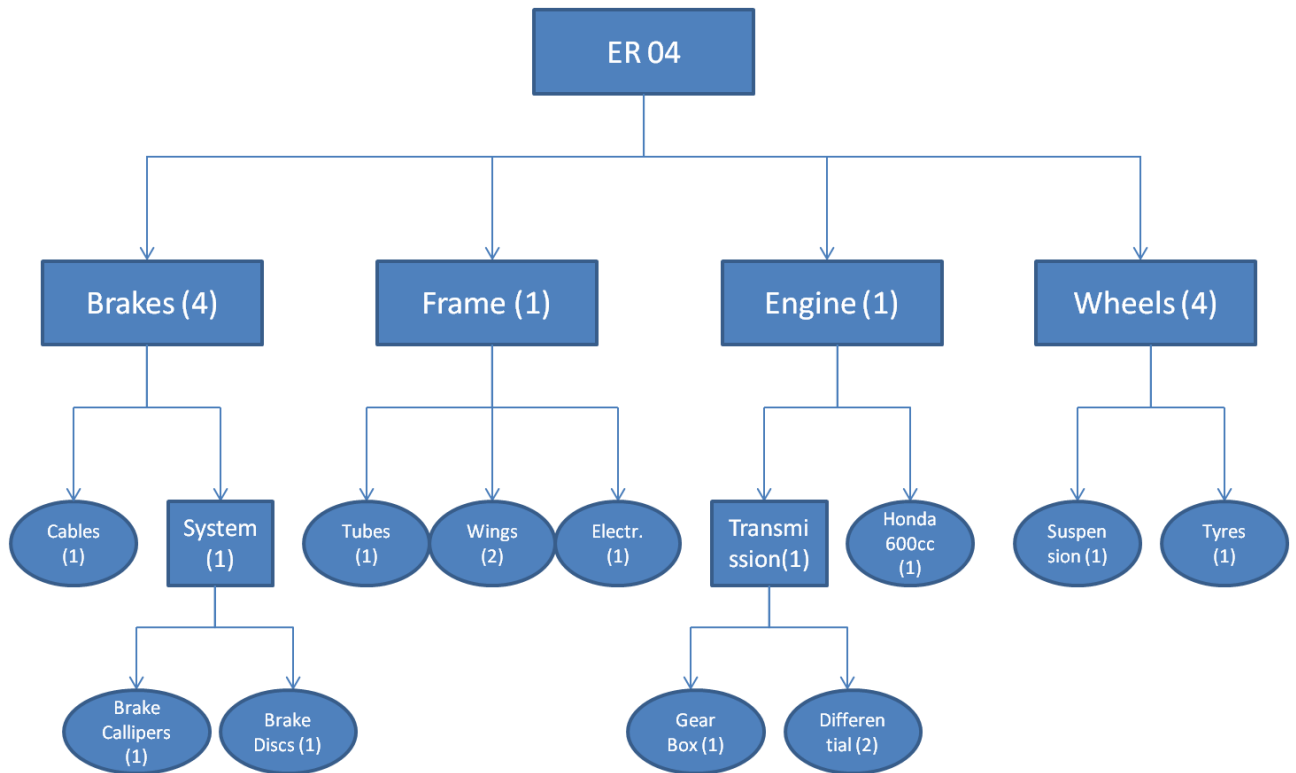 ER 04
Brakes (4)
Frame (1)
Engine (1)
Wheels (4)
Cables
(1)
System
(1)
Tubes
(1)
Wings
(2)
Electr.
(1)
Transmi
ssion(1)
Honda
600cc
(1)
Suspen
sion (1)
Tyres
(1)
Brake
Callipers
(1)
Brake
Discs (1)
Gear
Box (1)
Differen
tial (2)